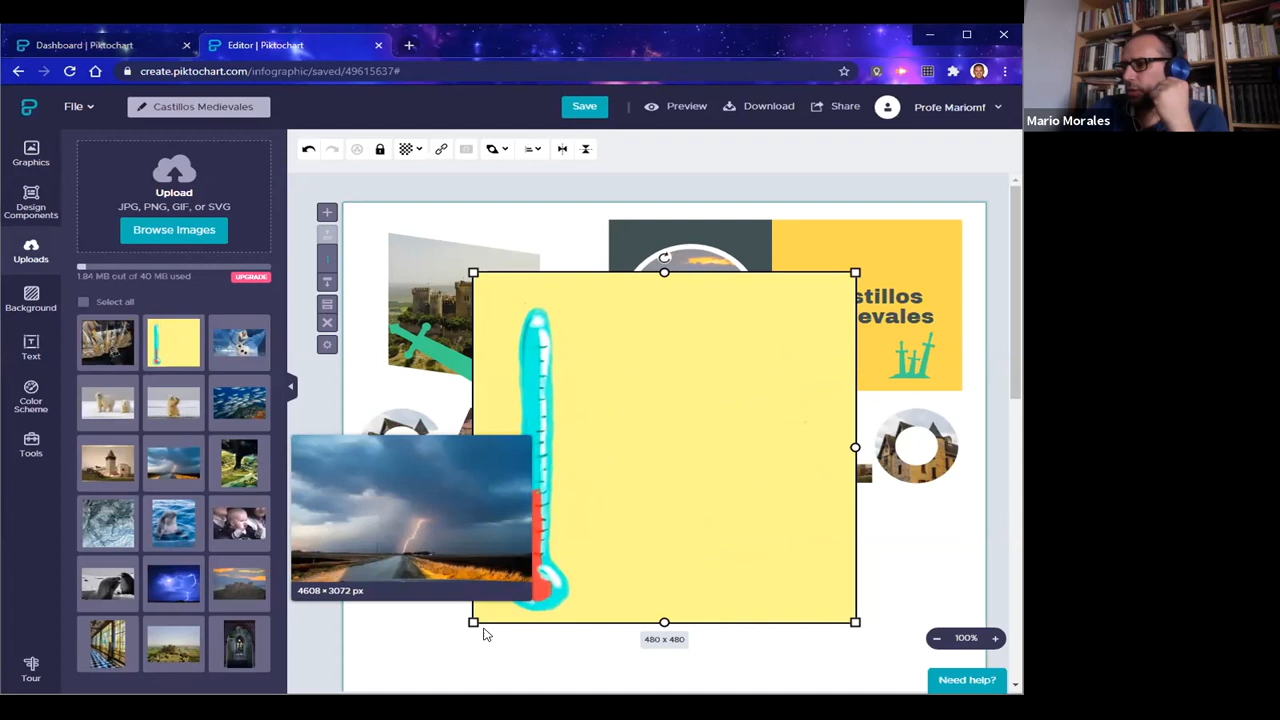 Dashboard | Piktochart
Editor | Piktochart
create.piktochart.com/infographic/saved/49615637#
File
Castillos Medievales
Save
Preview
Download
Share
Profe Mariomf
Mario Morales
Graphics
Design
Components
Uploads
Background
Text
Color
Scheme
Tools
Tour
Upload
JPG, PNG, GIF, or SVG
Browse Images
1.84 MB out of 40 MB used
UPGRADE
Select all
1
stillos
evales
4608 × 3072 px
480 x 480
100%
Need help?